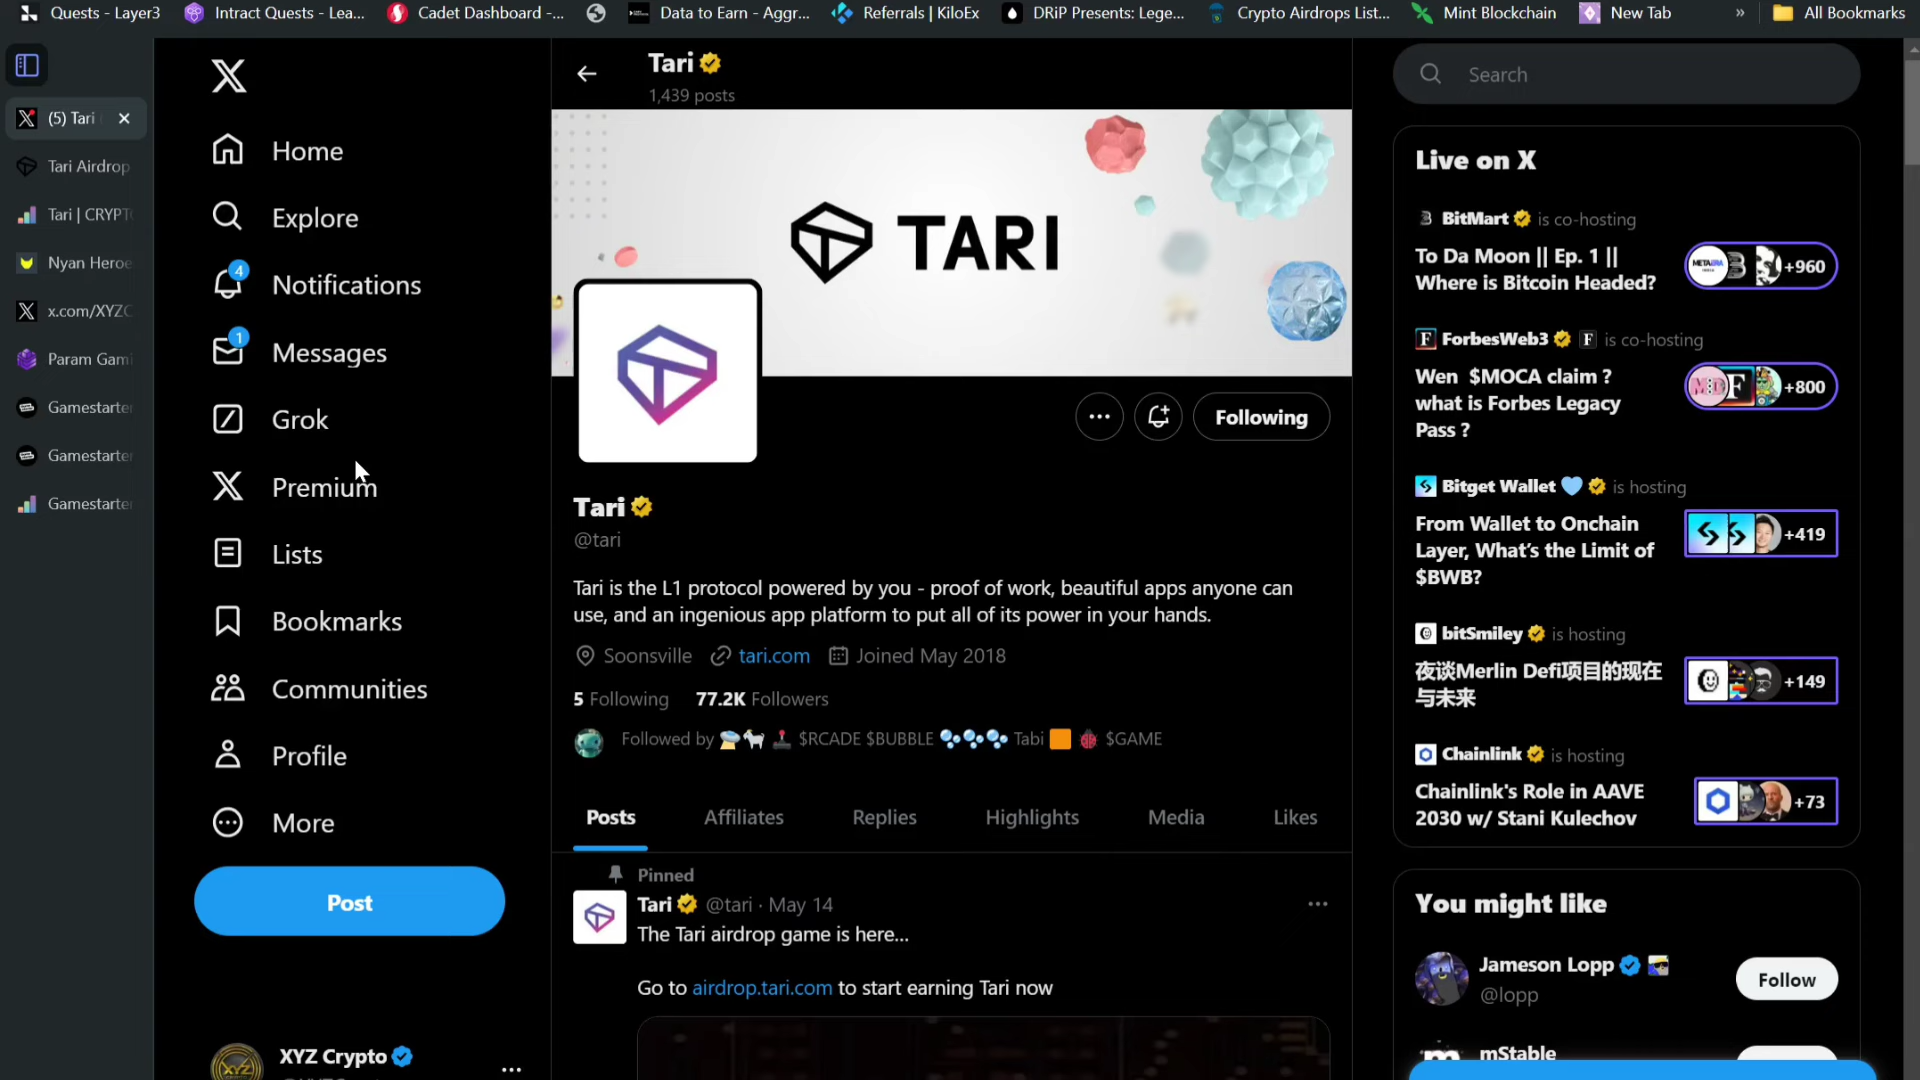 Quests - Layer3
Intract Quests - Lea...
Cadet Dashboard -...
Data to Earn - Aggr...
Referrals | KiloEx
DRiP Presents: Lege...
Crypto Airdrops List...
Mint Blockchain
New Tab
»
All Bookmarks
(5) Tari
Tari Airdrop
Tari | CRYPT
Nyan Heroe
x.com/XYZC
Param Gami
Gamestarter
Gamestarter
Gamestarter
Home
Explore
4
Notifications
1
Messages
Grok
Premium
Lists
Bookmarks
Communities
Profile
More
Post
XYZ Crypto
Tari
1,439 posts
TARI
Following
Tari
@tari
Tari is the L1 protocol powered by you - proof of work, beautiful apps anyone can
use, and an ingenious app platform to put all of its power in your hands.
Soonsville tari.com Joined May 2018
5 Following 77.2K Followers
Followed by 🛸🐐🕹️ $RCADE $BUBBLE 🫧🫧🫧 Tabi 🟧 🐞 $GAME
Posts Affiliates Replies Highlights Media Likes
Pinned
Tari @tari · May 14
The Tari airdrop game is here...
Go to airdrop.tari.com to start earning Tari now
Search
Live on X
BitMart is co-hosting
To Da Moon || Ep. 1 ||
Where is Bitcoin Headed?
+960
ForbesWeb3 F is co-hosting
Wen $MOCA claim ?
what is Forbes Legacy
Pass ?
+800
Bitget Wallet 🩵 is hosting
From Wallet to Onchain
Layer, What's the Limit of
$BWB?
+419
bitSmiley is hosting
夜谈Merlin Defi项目的现在
与未来
+149
Chainlink is hosting
Chainlink's Role in AAVE
2030 w/ Stani Kulechov
+73
You might like
Jameson Lopp
@lopp
Follow
mStable